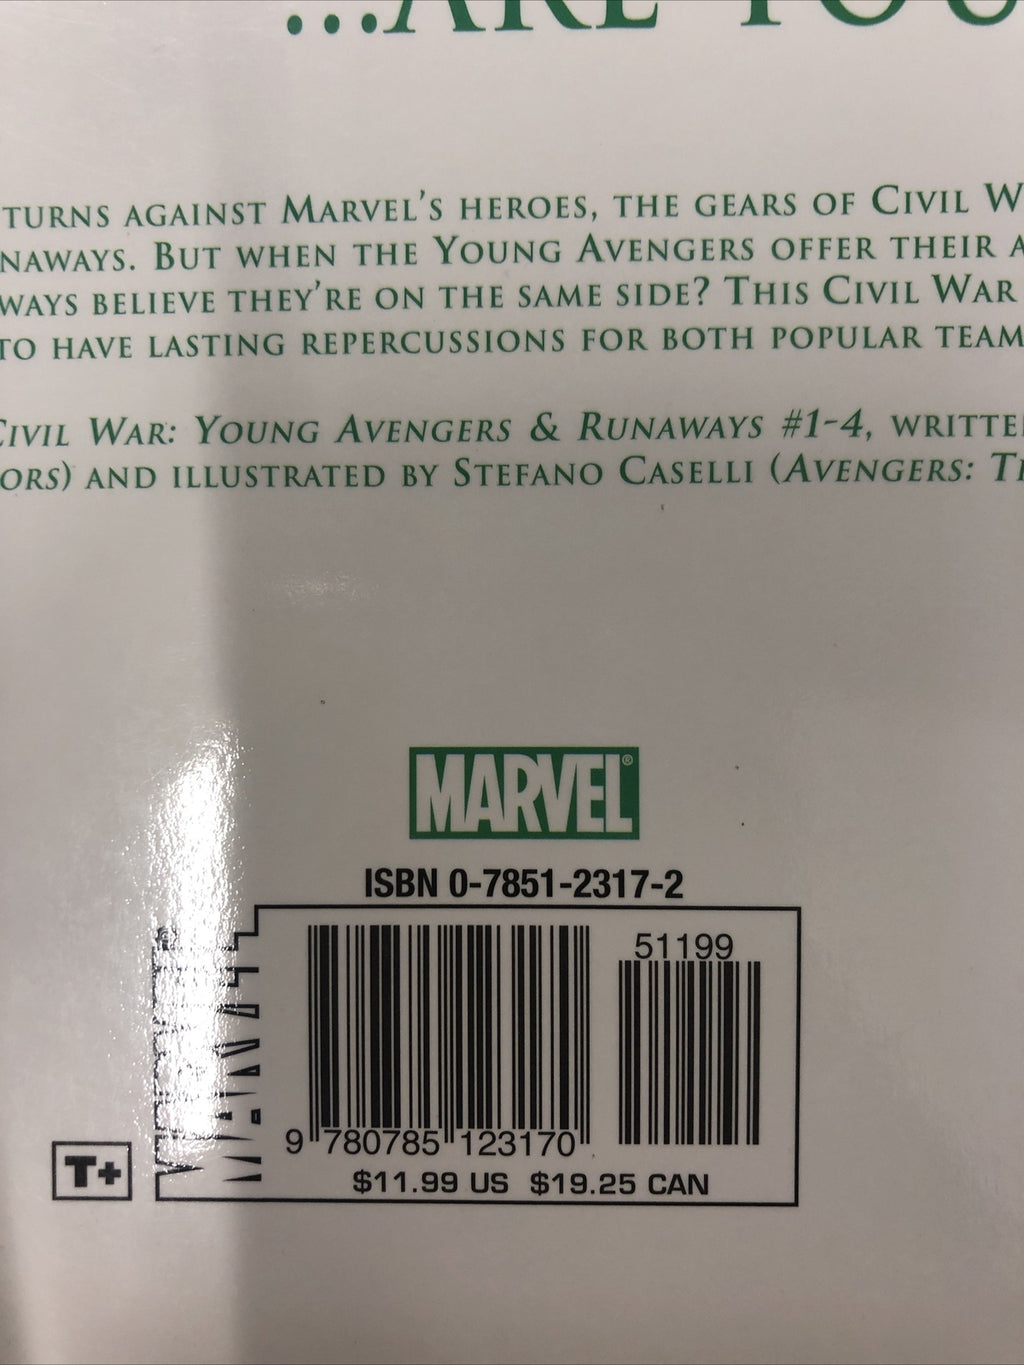 ...ARE YOU
TURNS AGAINST MARVEL'S HEROES, THE GEARS OF CIVIL W
NAWAYS. BUT WHEN THE YOUNG AVENGERS OFFER THEIR A
WAYS BELIEVE THEY'RE ON THE SAME SIDE? THIS CIVIL WAR
TO HAVE LASTING REPERCUSSIONS FOR BOTH POPULAR TEAM
CIVIL WAR: YOUNG AVENGERS & RUNAWAYS #1-4, WRITTE
ORS) AND ILLUSTRATED BY STEFANO CASELLI (AVENGERS: T
MARVEL®
ISBN 0-7851-2317-2
51199
9 780785 123170
$11.99 US $19.25 CAN
T+